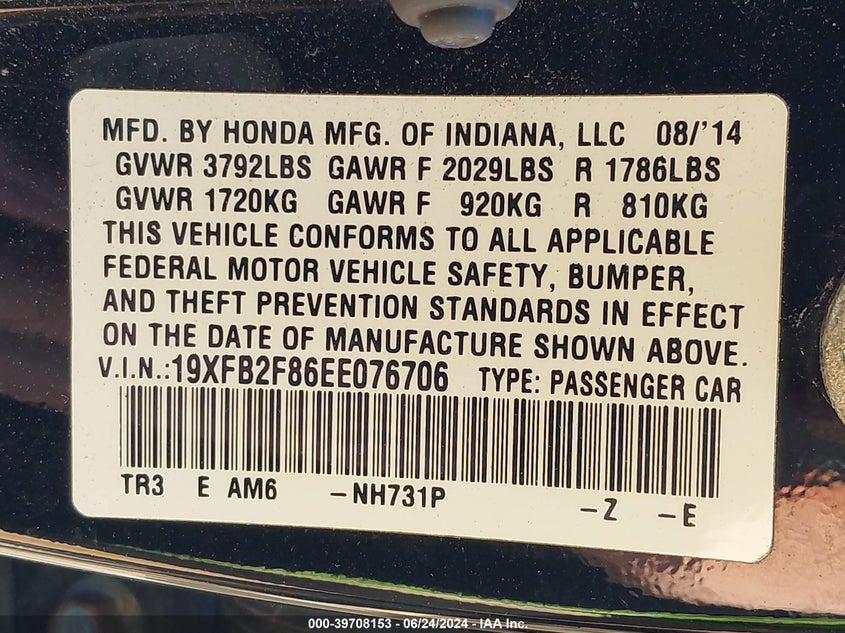 MFD. BY HONDA MFG. OF INDIANA, LLC 08/'14
GVWR 3792LBS GAWR F 2029LBS R 1786LBS
GVWR 1720KG GAWR F 920KG R 810KG
THIS VEHICLE CONFORMS TO ALL APPLICABLE
FEDERAL MOTOR VEHICLE SAFETY, BUMPER,
AND THEFT PREVENTION STANDARDS IN EFFECT
ON THE DATE OF MANUFACTURE SHOWN ABOVE.
V.I.N.:19XFB2F86EE076706 TYPE: PASSENGER CAR
TR3 E AM6 -NH731P -Z -E
000-39708153 - 06/24/2024 - IAA Inc.